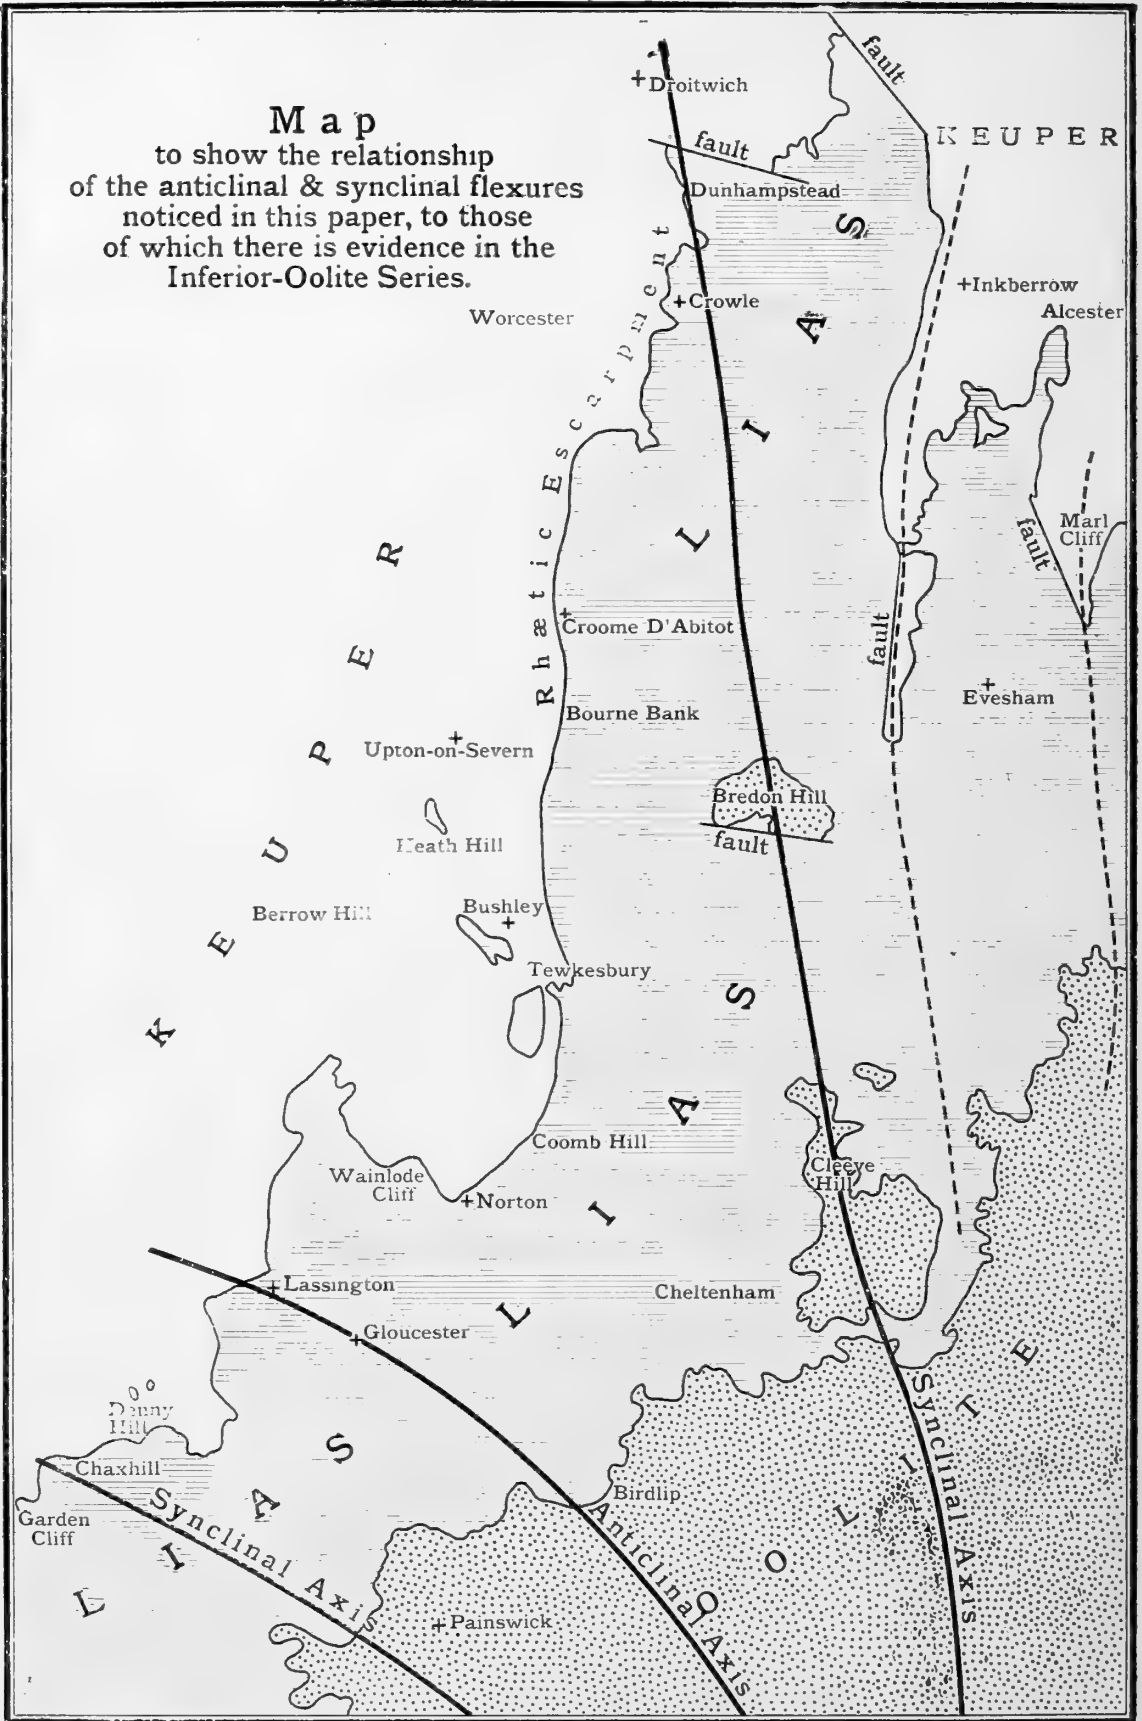 Map
to show the relationship
of the anticlinal & synclinal flexures
noticed in this paper, to those
of which there is evidence in the
Inferior-Oolite Series.
fault
+Droitwich
KEUPER
fault
Dunhampstead
+Inkberrow
Alcester
+Crowle
Worcester
Rhætic Escarpment
LIAS
KEUPER
fault
Marl
Cliff
+
Croome D'Abitot
fault
+
Evesham
Bourne Bank
+
Upton-on-Severn
Bredon Hill
fault
Heath Hill
Berrow Hill
Bushley
+
Tewkesbury
Coomb Hill
Wainlode
Cliff
+Norton
Cleeve
Hill
LIAS
+Lassington
Cheltenham
+Gloucester
Denny
Hill
Chaxhill
Garden
Cliff
Birdlip
Synclinal Axis
LIAS
Anticlinal Axis
Synclinal Axis
OOLITE
+Painswick